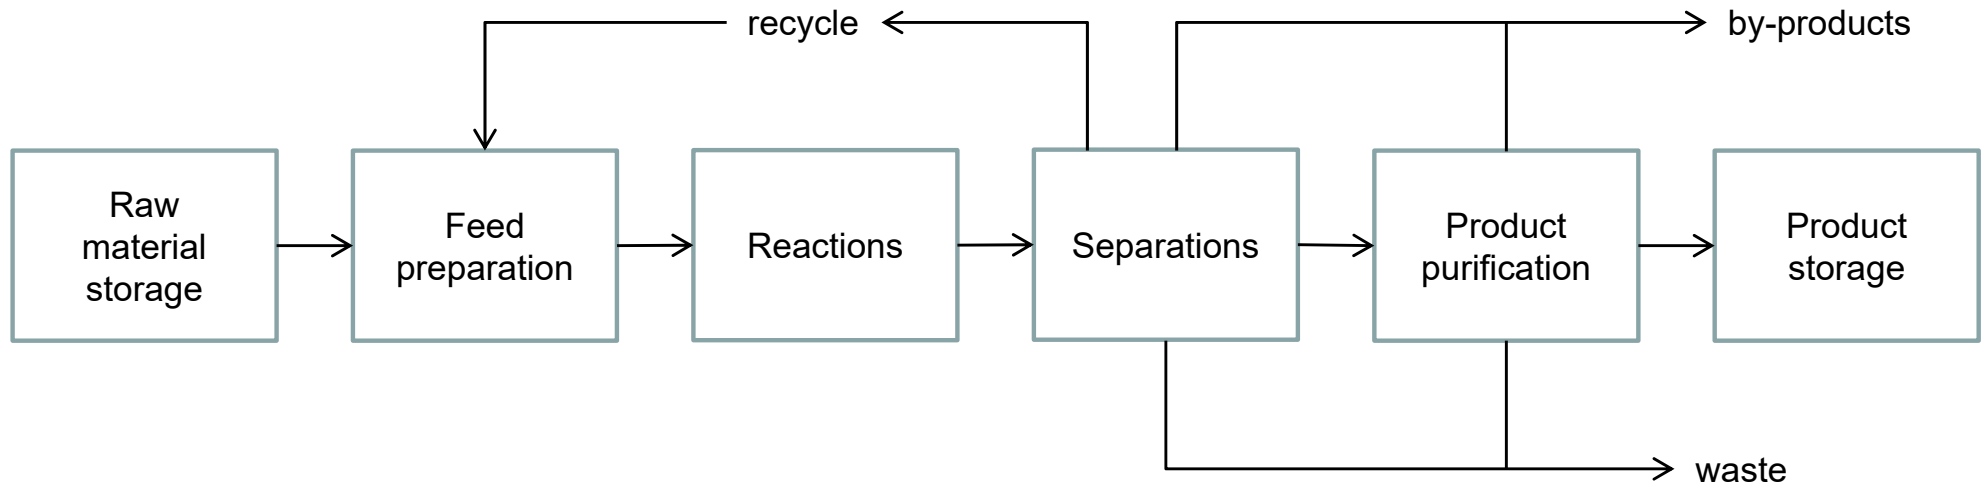 recycle
by-products
Raw
material
storage
Feed
preparation
Reactions
Separations
Product
purification
Product
storage
waste